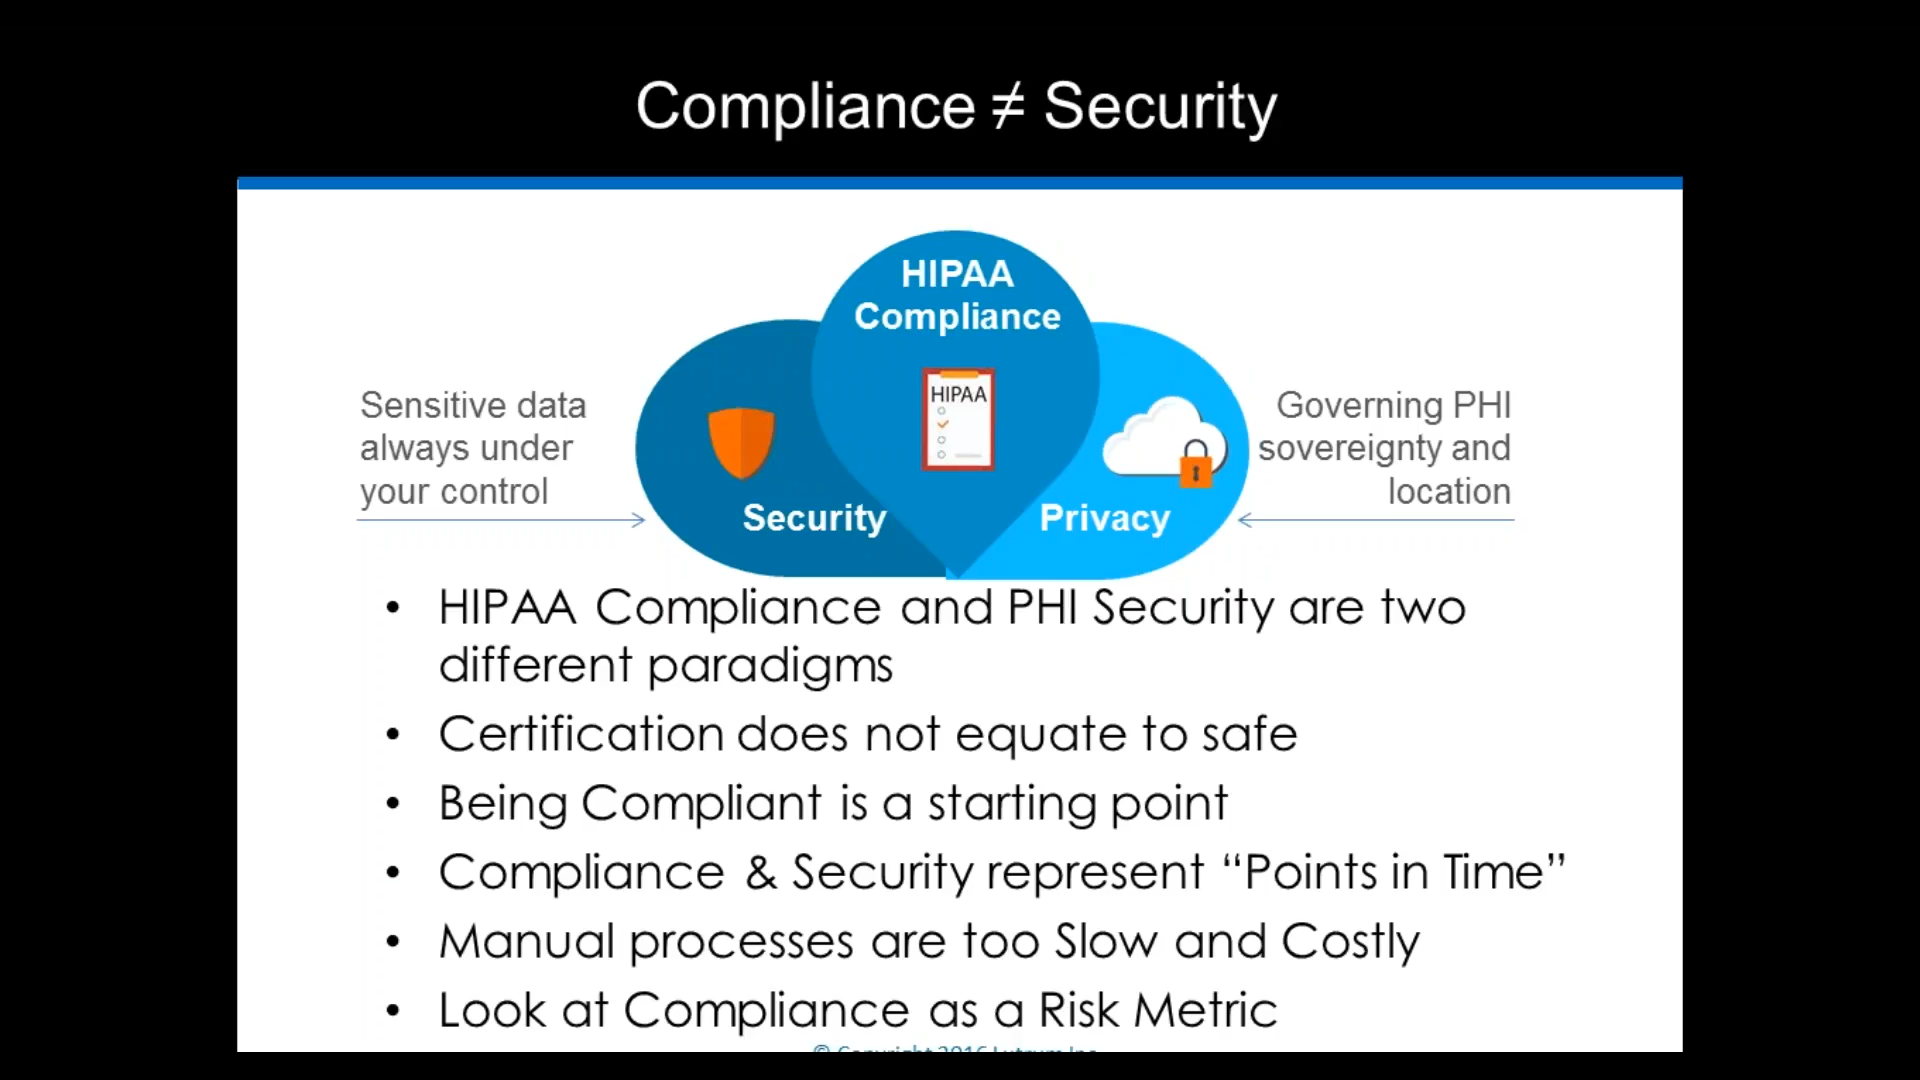 Compliance ≠ Security
HIPAA
Compliance
HIPAA
Sensitive data
always under
your control
Governing PHI
sovereignty and
location
Security
Privacy
• HIPAA Compliance and PHI Security are two
different paradigms
• Certification does not equate to safe
• Being Compliant is a starting point
• Compliance & Security represent “Points in Time”
• Manual processes are too Slow and Costly
• Look at Compliance as a Risk Metric
© Copyright 2016